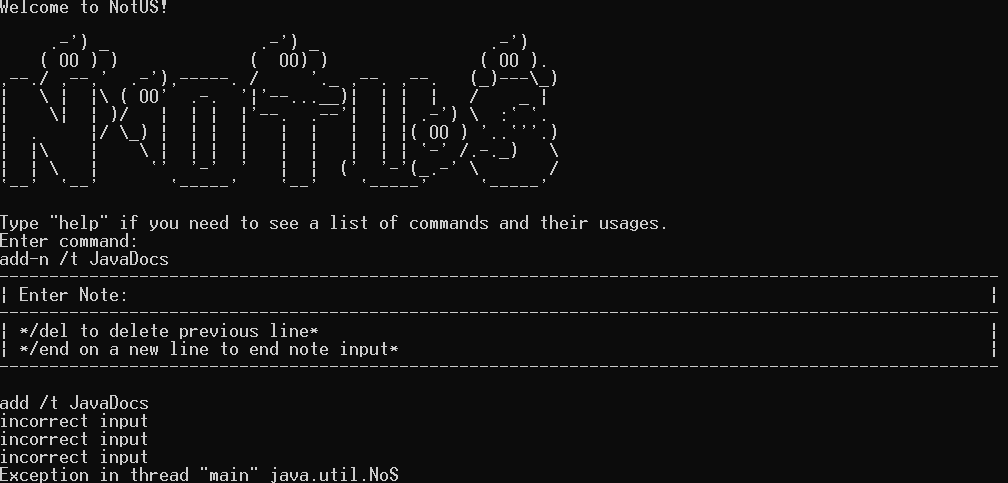 Welcome to NotUS!
NotUS
Type "help" if you need to see a list of commands and their usages.
Enter command:
add-n /t JavaDocs
| Enter Note: |
| */del to delete previous line* |
| */end on a new line to end note input* |
add /t JavaDocs
incorrect input
incorrect input
incorrect input
Exception in thread "main" java.util.NoS